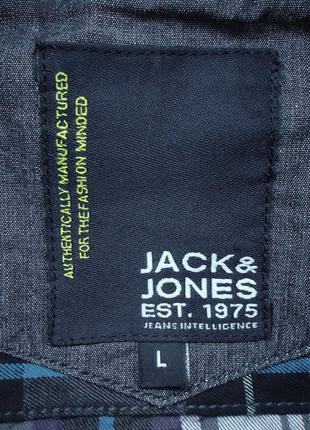 AUTHENTICALLY MANUFACTURED
FOR THE FASHION MINDED
JACK&
JONES
EST. 1975
JEANS INTELLIGENCE
L